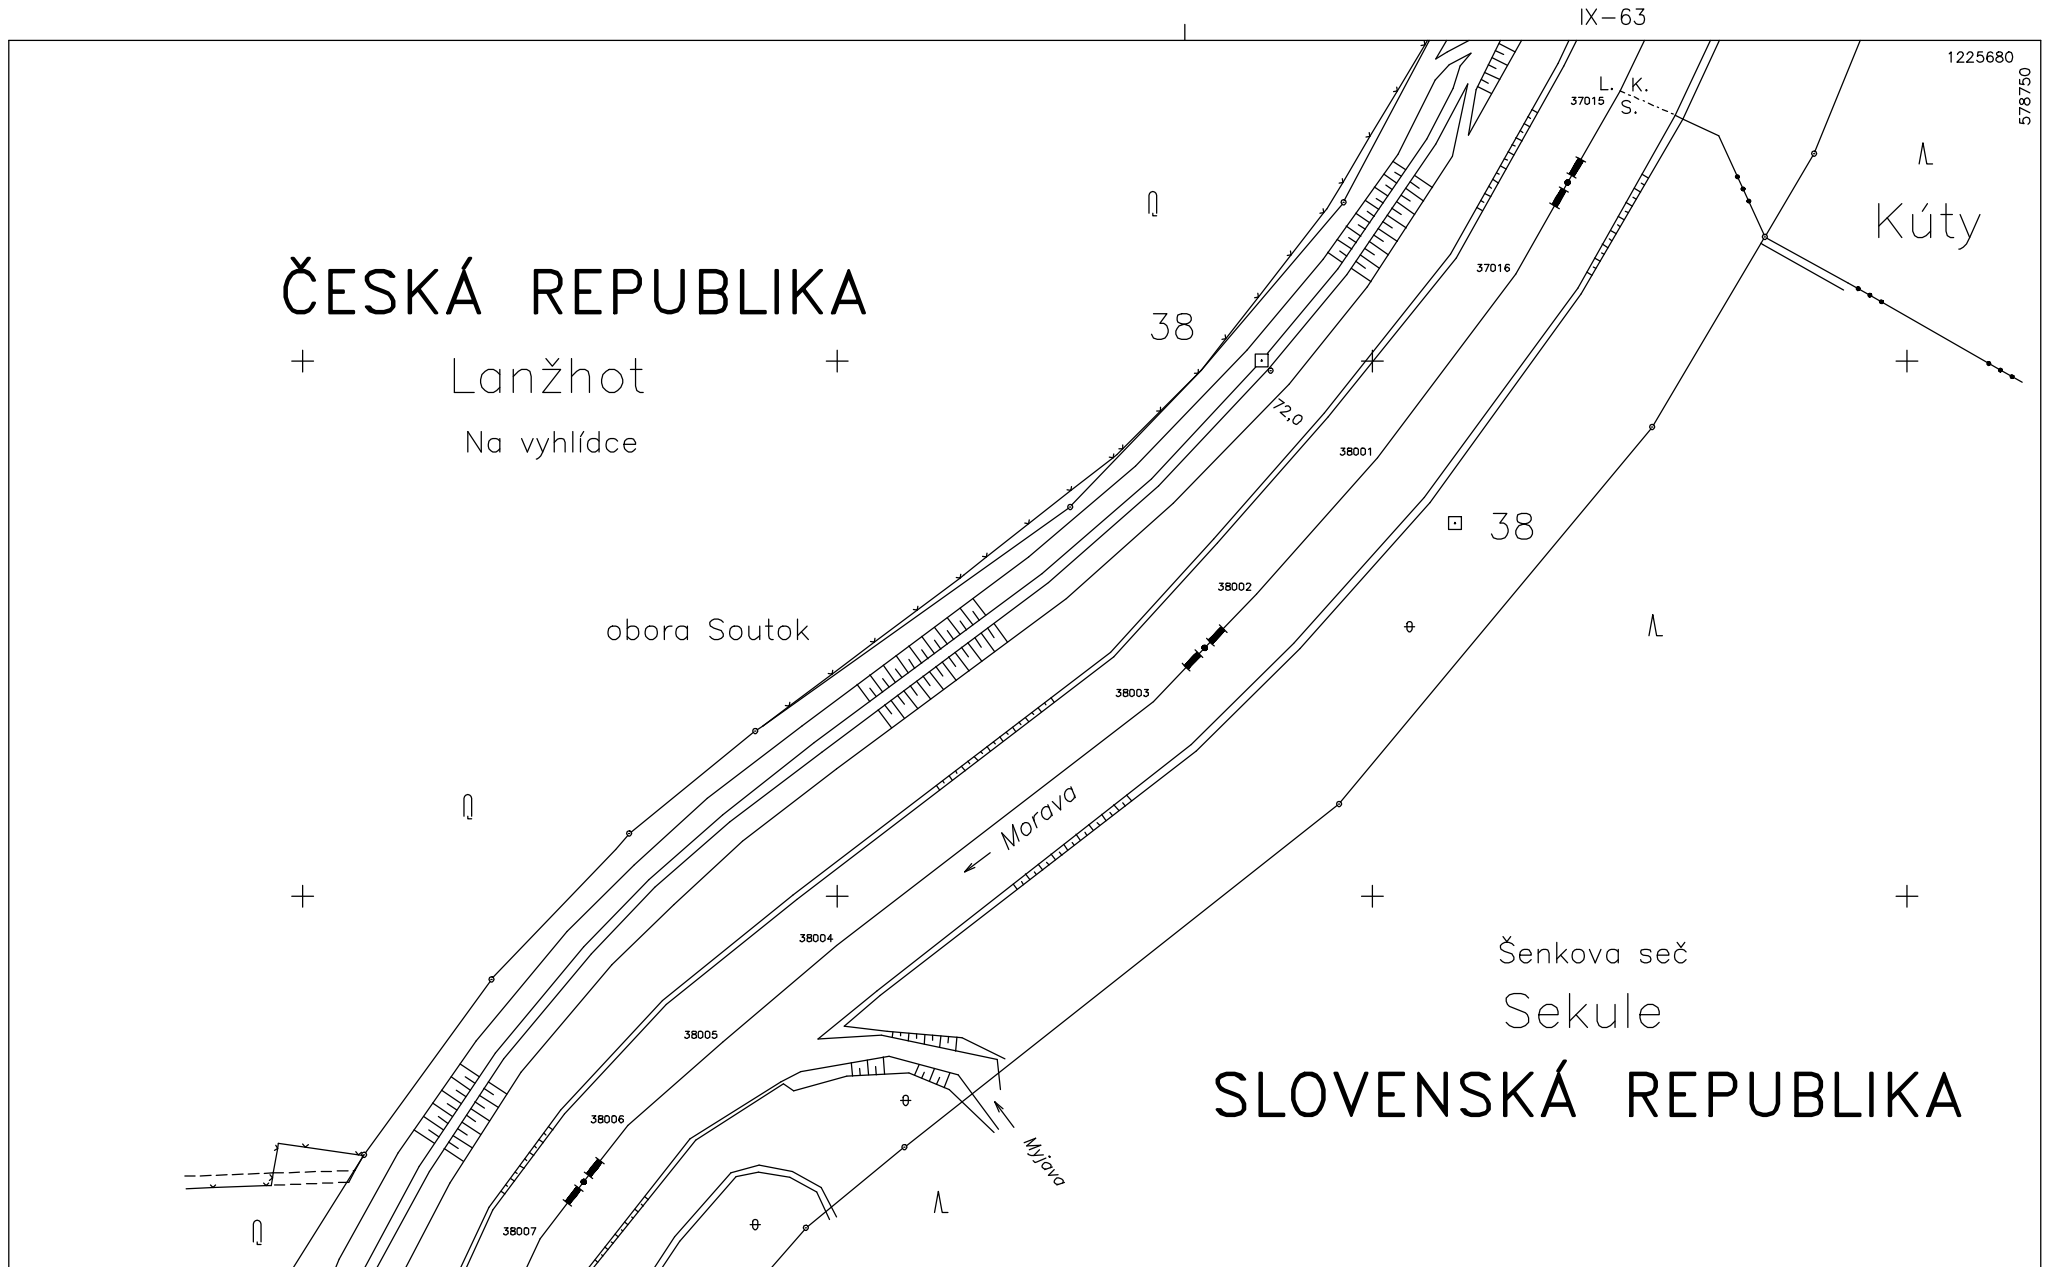 IX-63
1225680
578750
L. K.
S.
37015
Kúty
37016
ČESKÁ REPUBLIKA
38
Lanžhot
72,0
Na vyhlídce
38001
38
38002
obora Soutok
38003
Morava
38004
Šenkova seč
Sekule
38005
SLOVENSKÁ REPUBLIKA
38006
Myjava
38007